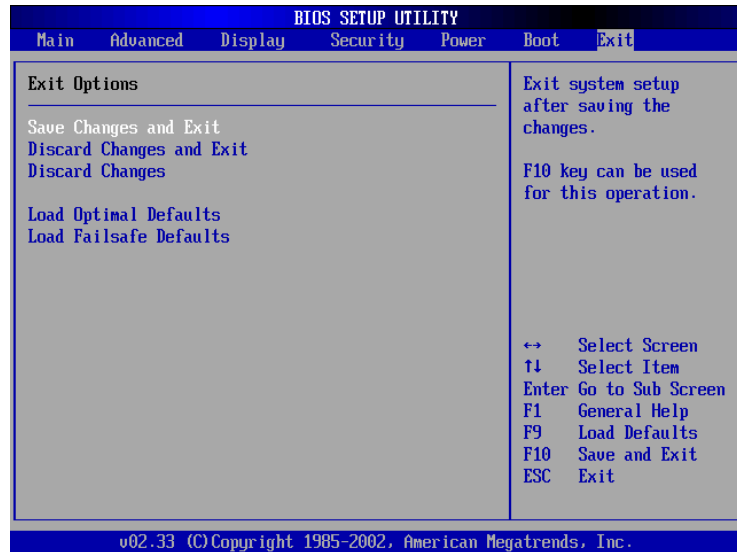 BIOS SETUP UTILITY
Main Advanced Display Security Power Boot Exit
Exit Options
Save Changes and Exit
Discard Changes and Exit
Discard Changes
Load Optimal Defaults
Load Failsafe Defaults
Exit system setup
after saving the
changes.
F10 key can be used
for this operation.
↔ Select Screen
↑↓ Select Item
Enter Go to Sub Screen
F1 General Help
F9 Load Defaults
F10 Save and Exit
ESC Exit
v02.33 (C)Copyright 1985-2002, American Megatrends, Inc.